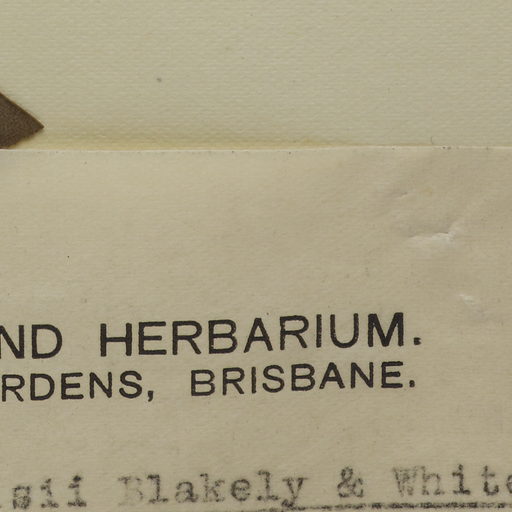 ND HERBARIUM.
RDENS, BRISBANE.
sii Blakely & White